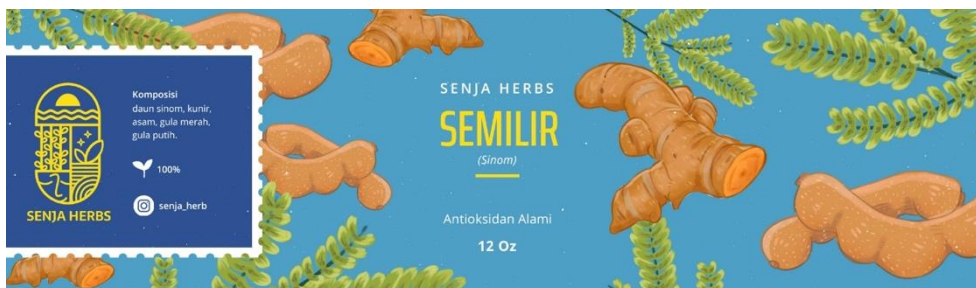 Komposisi
daun sinom, kunir,
asam, gula merah,
gula putih.
100%
senja_herb
SENJA HERBS
SENJA HERBS
SEMILIR
(Sinom)
Antioksidan Alami
12 Oz